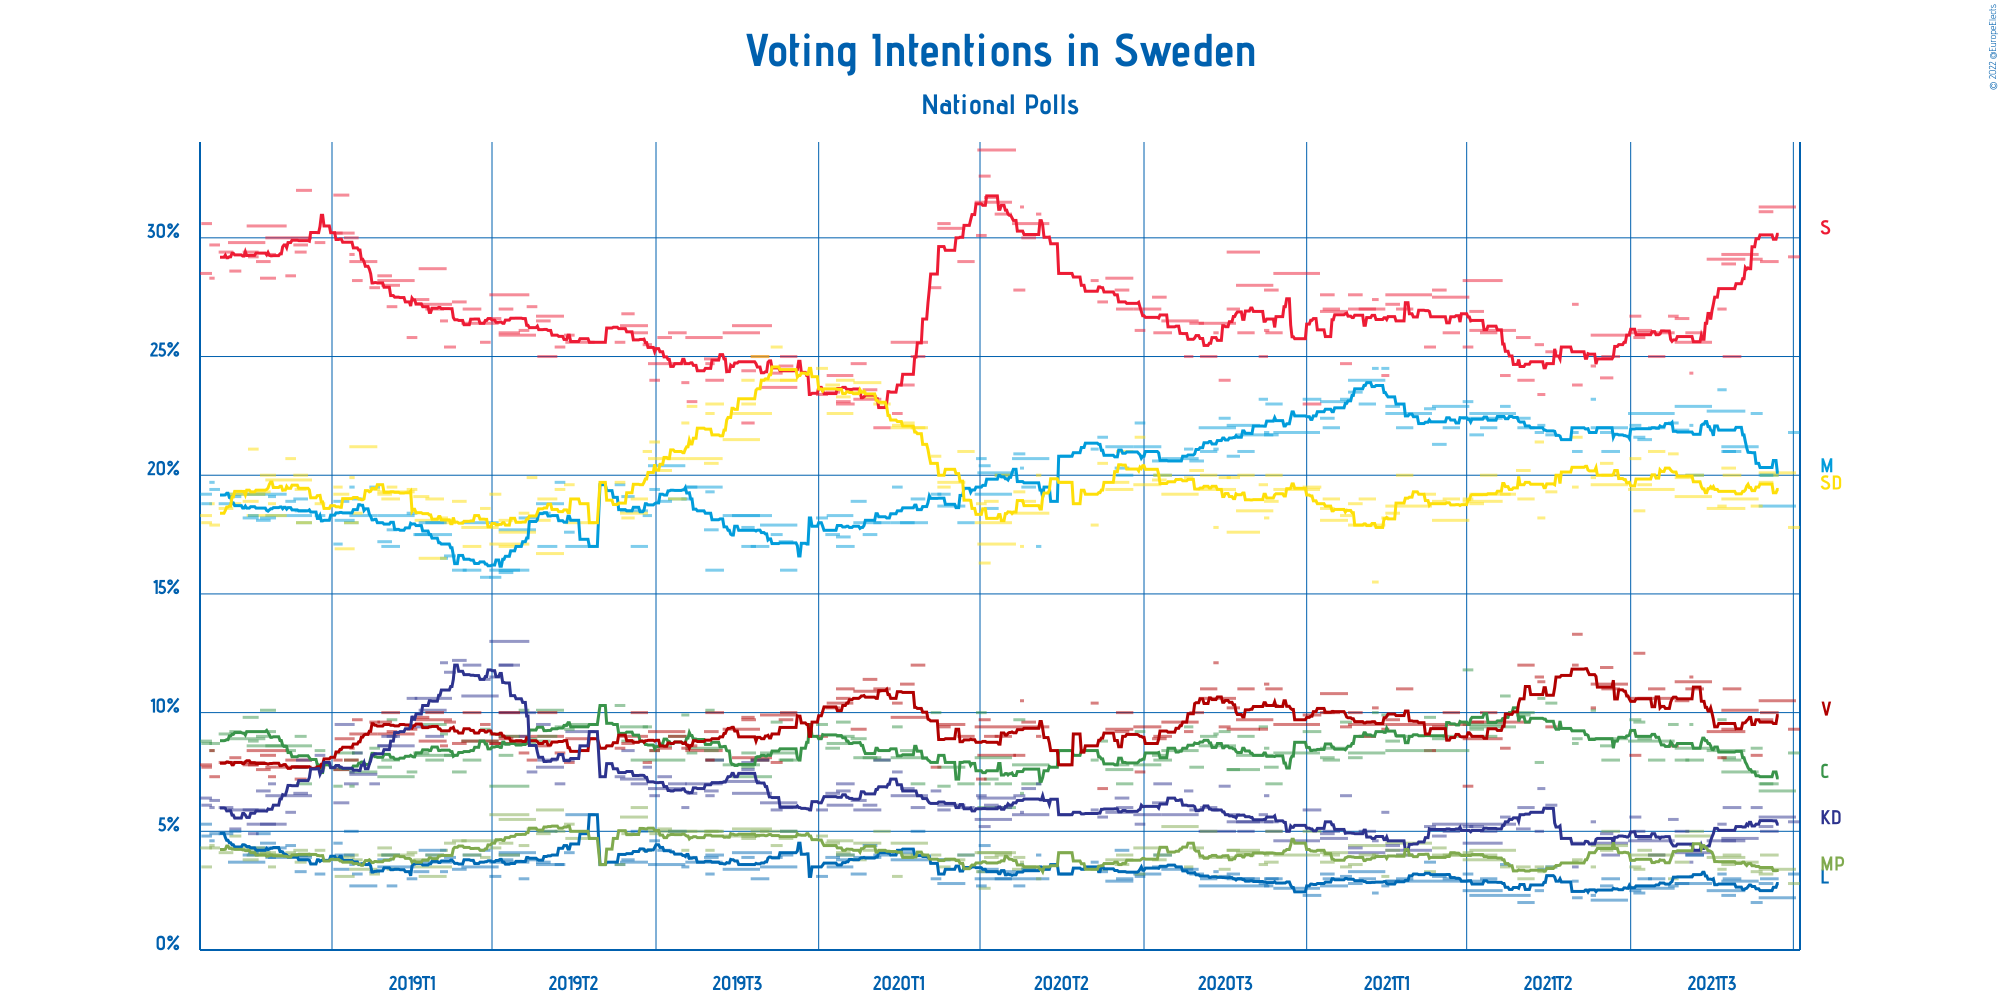 © 2022 @EuropeElects
Voting Intentions in Sweden
National Polls
30%
25%
20%
15%
10%
5%
0%
S
M
SD
V
C
KD
MP
L
2019T1 2019T2 2019T3 2020T1 2020T2 2020T3 2021T1 2021T2 2021T3